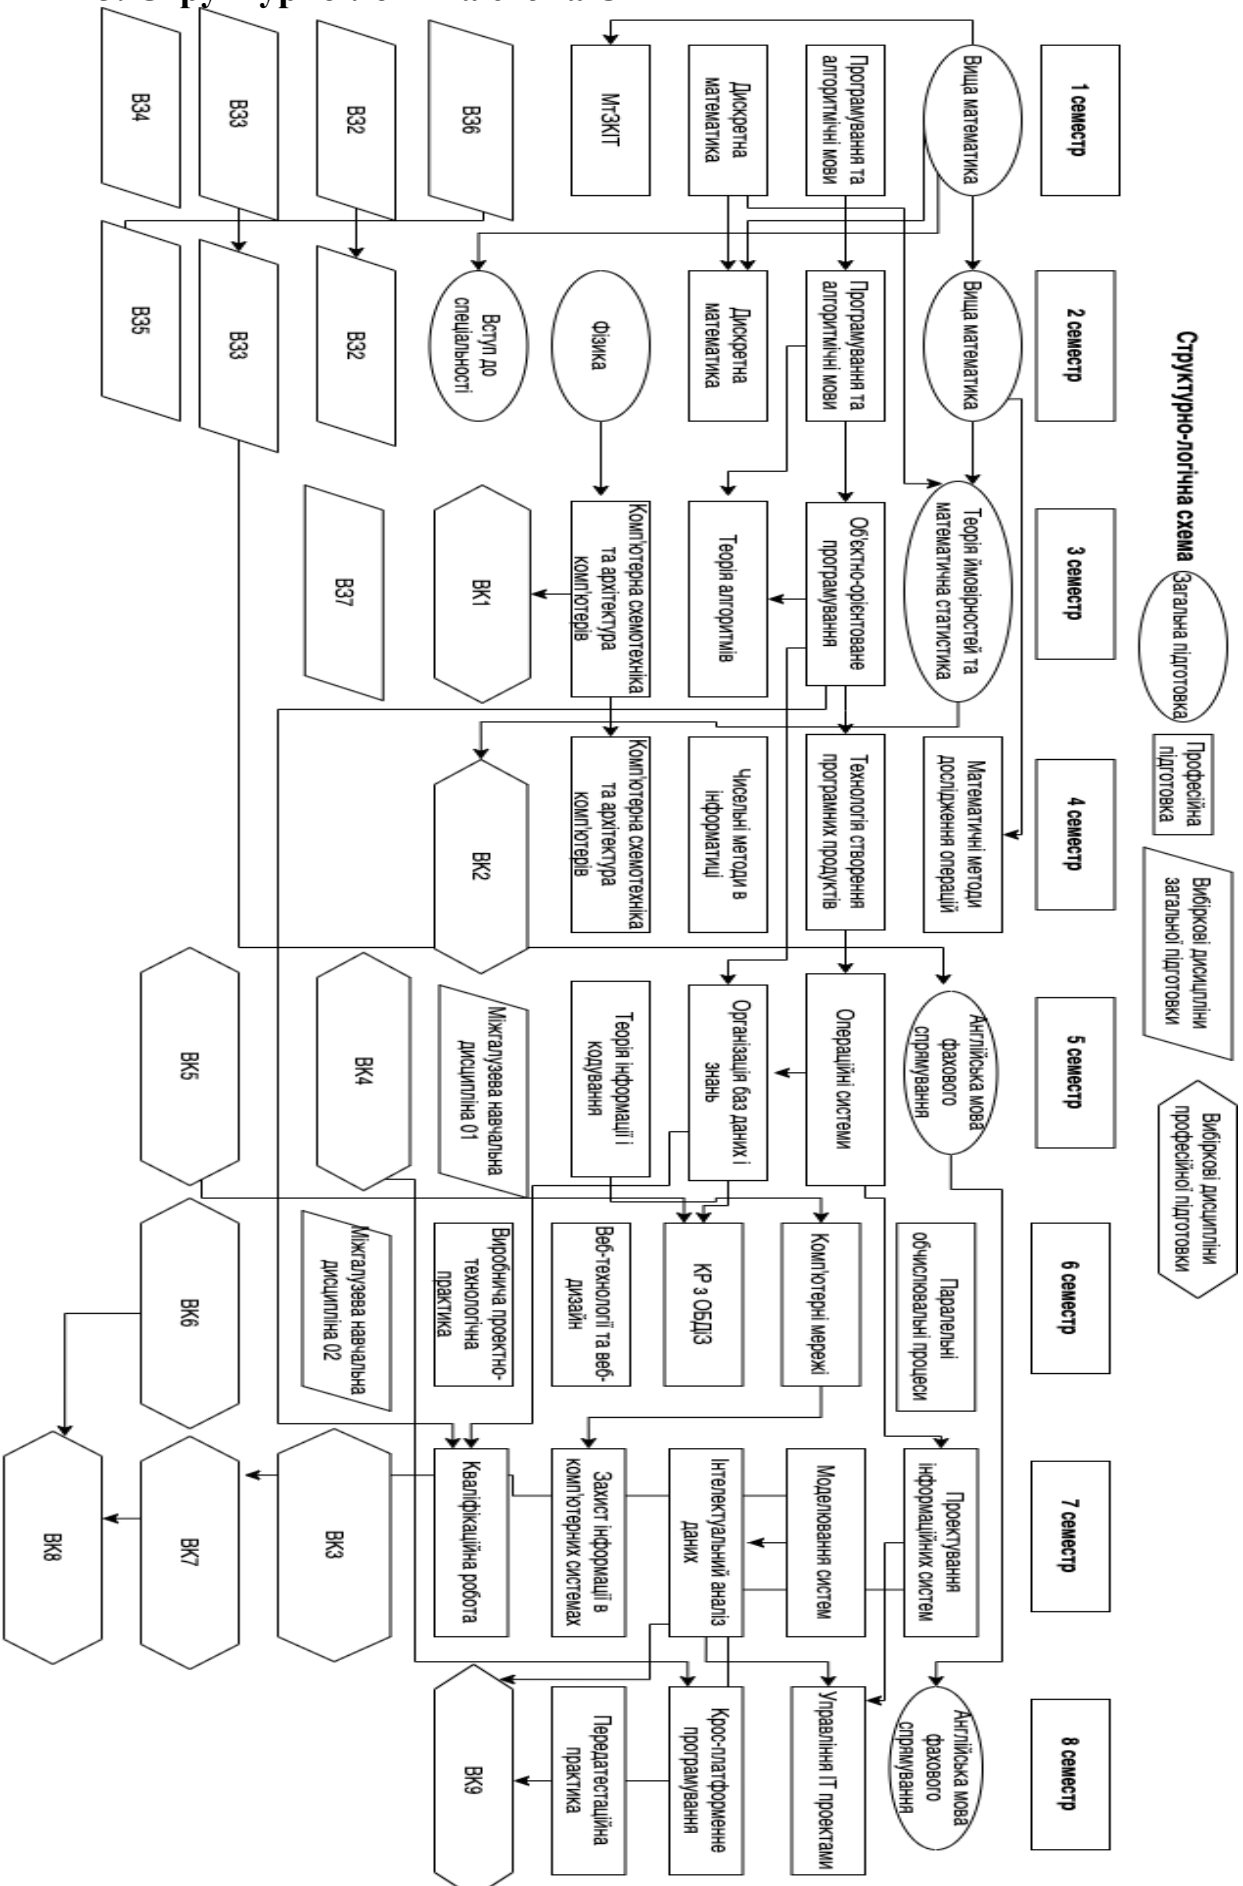 Структурно-логічна схема
Загальна підготовка
Професійна
підготовка
Вибіркові дисципліни
загальної підготовки
Вибіркові дисципліни
професійної підготовки
1 семестр
2 семестр
3 семестр
4 семестр
5 семестр
6 семестр
7 семестр
8 семестр
Вища математика
Програмування та
алгоритмічні мови
Дискретна
математика
МтЗКІТ
ВЗ6
ВЗ2
ВЗ3
ВЗ4
Вища математика
Програмування та
алгоритмічні мови
Дискретна
математика
Фізика
Вступ до
спеціальності
ВЗ2
ВЗ3
ВЗ5
Теорія ймовірностей та
математична статистика
Об'єктно-орієнтоване
програмування
Теорія алгоритмів
Комп'ютерна схемотехніка
та архітектура
комп'ютерів
ВК1
ВЗ7
Математичні методи
дослідження операцій
Технологія створення
програмних продуктів
Чисельні методи в
інформатиці
Комп'ютерна схемотехніка
та архітектура
комп'ютерів
ВК2
Англійська мова
фахового
спрямування
Операційні системи
Організація баз даних і
знань
Теорія інформації і
кодування
Міжгалузева навчальна
дисципліна 01
ВК4
ВК5
Паралельні
обчислювальні процеси
Комп'ютерні мережі
КР з ОБДіЗ
Веб-технології та веб-
дизайн
Виробнича проектно-
технологічна
практика
Міжгалузева навчальна
дисципліна 02
ВК6
Проектування
інформаційних систем
Моделювання систем
Інтелектуальний аналіз
даних
Захист інформації в
комп'ютерних системах
Кваліфікаційна робота
ВК3
ВК7
ВК8
Англійська мова
фахового
спрямування
Управління ІТ проектами
Крос-платформенне
програмування
Передатестаційна
практика
ВК9